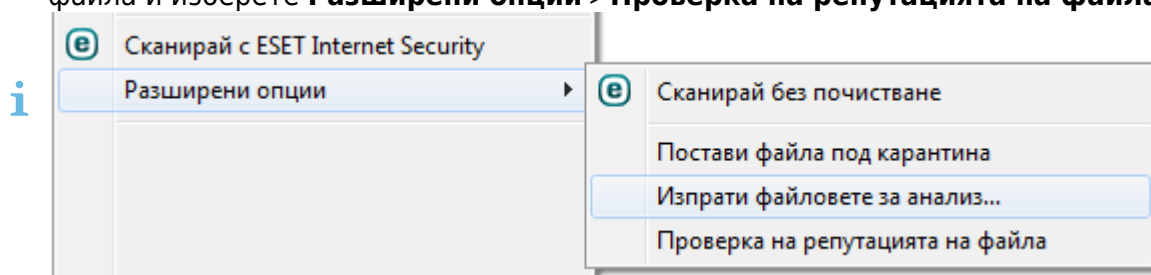 файла и изберете Разширени опции > Проверка на репутацията на файла
Сканирай с ESET Internet Security
Разширени опции
Сканирай без почистване
Постави файла под карантина
Изпрати файловете за анализ...
Проверка на репутацията на файла